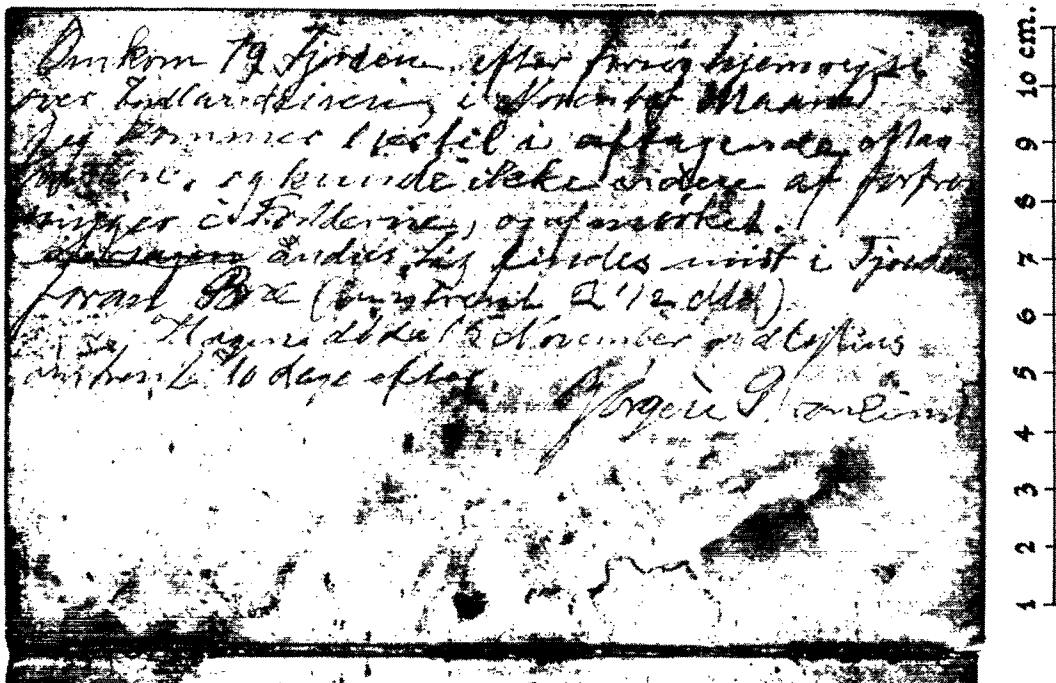 Omkom 79 Fjorden, efter Forsøg hjemrejse
over Indlandsisen, i November Maaned
Jeg kommer hertil i aftagende
og kunde ikke videre af Forfros
ninger i Fødderne, og af mørket.
andres Lig findes midt i Fjorden
foran Bræ (omtrent 2 1/2 Mil)
Hagen døde 15 November og Mylius
omtrent 10 dage efter
Jørgen Brønlund
10 cm.
9
8
7
6
5
4
3
2
1